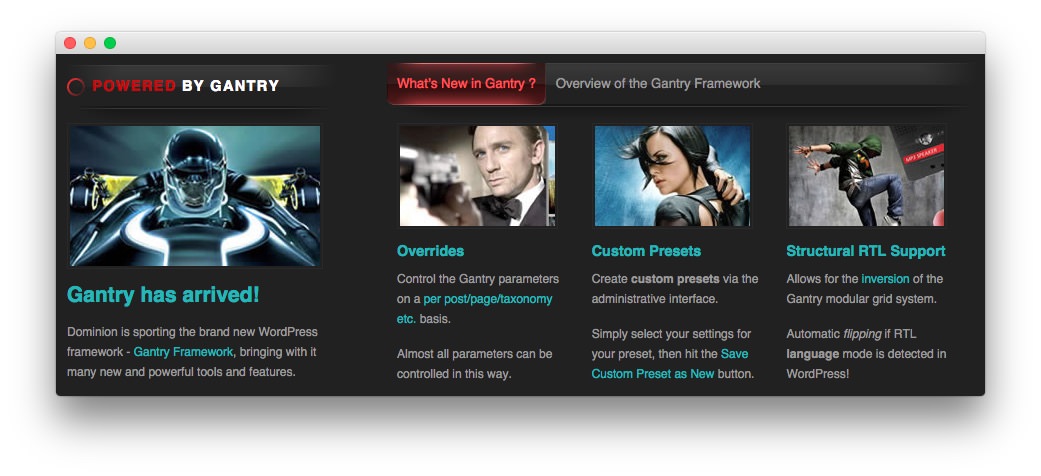 POWERED BY GANTRY
What's New in Gantry ?
Overview of the Gantry Framework
Gantry has arrived!
Dominion is sporting the brand new WordPress
framework - Gantry Framework, bringing with it
many new and powerful tools and features.
Overrides
Control the Gantry parameters
on a per post/page/taxonomy
etc. basis.
Almost all parameters can be
controlled in this way.
Custom Presets
Create custom presets via the
administrative interface.
Simply select your settings for
your preset, then hit the Save
Custom Preset as New button.
MP3 SPEAKER
Structural RTL Support
Allows for the inversion of the
Gantry modular grid system.
Automatic flipping if RTL
language mode is detected in
WordPress!